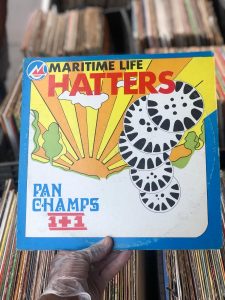 MARITIME LIFE
HATTERS
PAN
CHAMPS
1+1